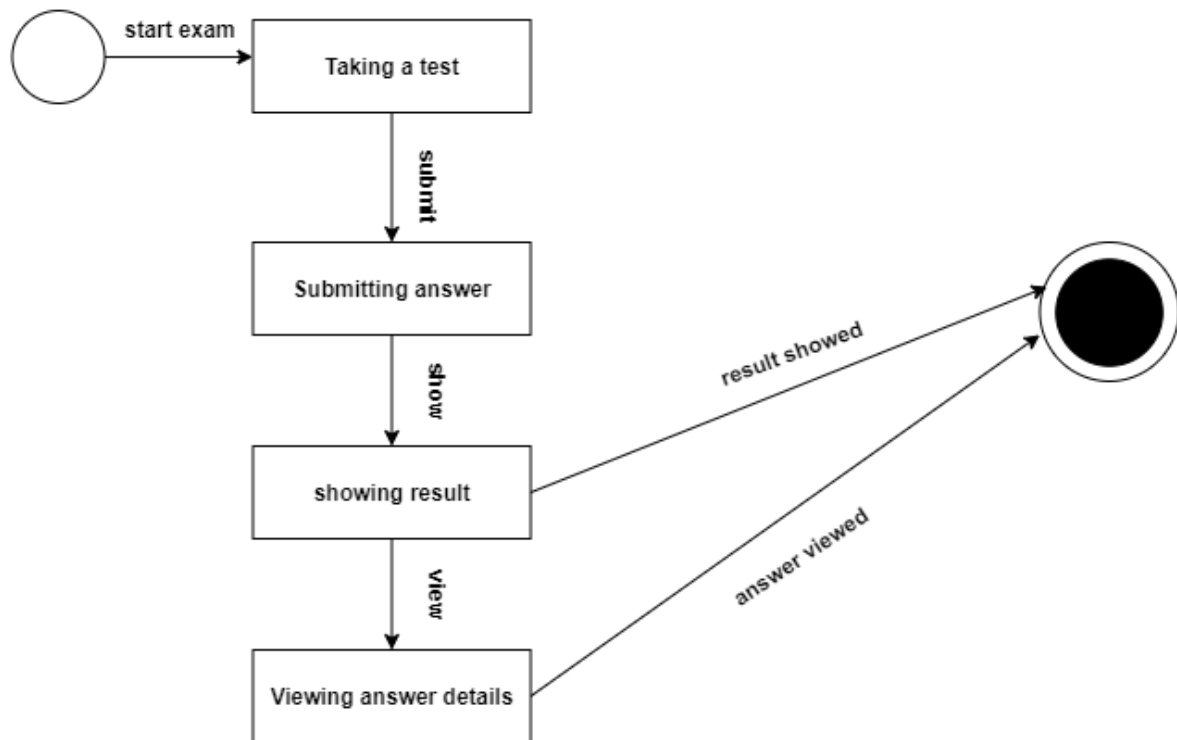 start exam
Taking a test
submit
Submitting answer
show
result showed
showing result
answer viewed
view
Viewing answer details